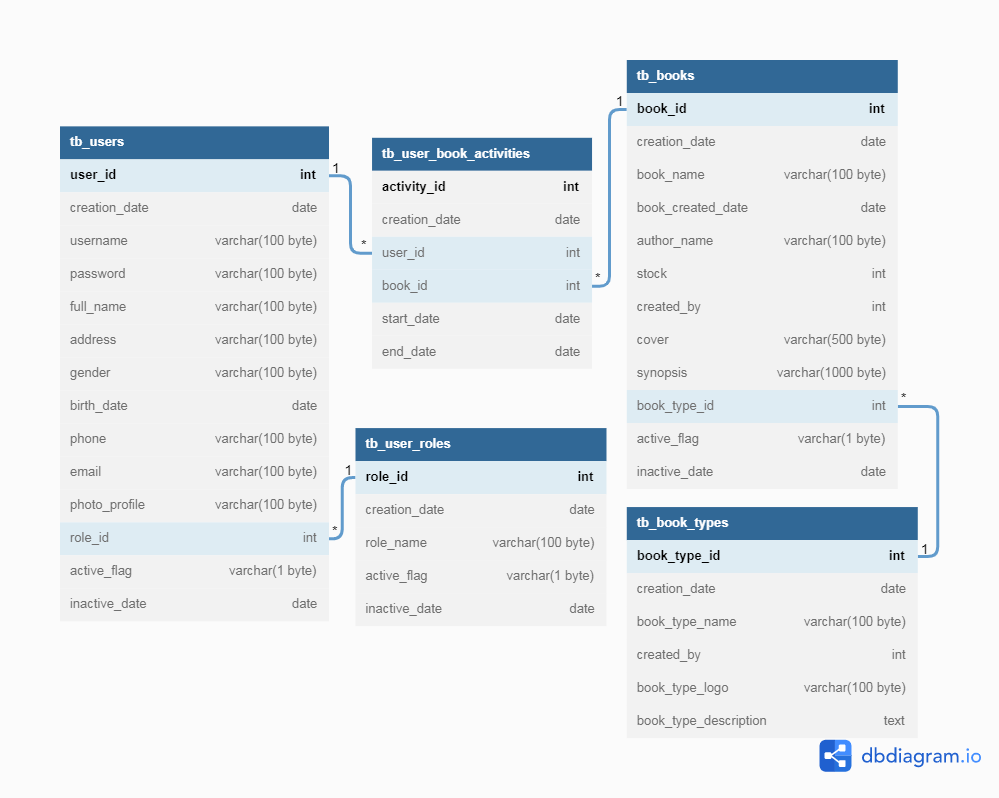 tb_users
user_id int
creation_date date
username varchar(100 byte)
password varchar(100 byte)
full_name varchar(100 byte)
address varchar(100 byte)
gender varchar(100 byte)
birth_date date
phone varchar(100 byte)
email varchar(100 byte)
photo_profile varchar(100 byte)
role_id int
active_flag varchar(1 byte)
inactive_date date
1
*
*
1
tb_user_book_activities
activity_id int
creation_date date
user_id int
book_id int
start_date date
end_date date
*
1
tb_user_roles
role_id int
creation_date date
role_name varchar(100 byte)
active_flag varchar(1 byte)
inactive_date date
tb_books
book_id int
creation_date date
book_name varchar(100 byte)
book_created_date date
author_name varchar(100 byte)
stock int
created_by int
cover varchar(500 byte)
synopsis varchar(1000 byte)
book_type_id int
active_flag varchar(1 byte)
inactive_date date
*
1
tb_book_types
book_type_id int
creation_date date
book_type_name varchar(100 byte)
created_by int
book_type_logo varchar(100 byte)
book_type_description text
dbdiagram.io